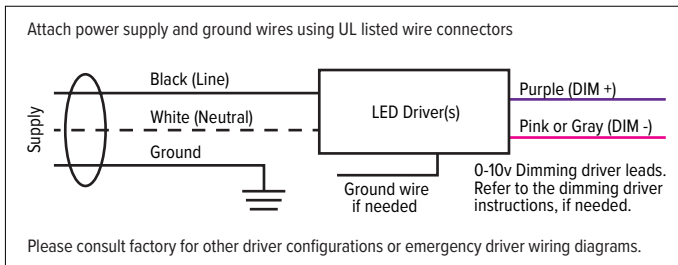 Attach power supply and ground wires using UL listed wire connectors
Supply
Black (Line)
White (Neutral)
Ground
LED Driver(s)
Purple (DIM +)
Pink or Gray (DIM -)
Ground wire
if needed
0-10v Dimming driver leads.
Refer to the dimming driver
instructions, if needed.
Please consult factory for other driver configurations or emergency driver wiring diagrams.